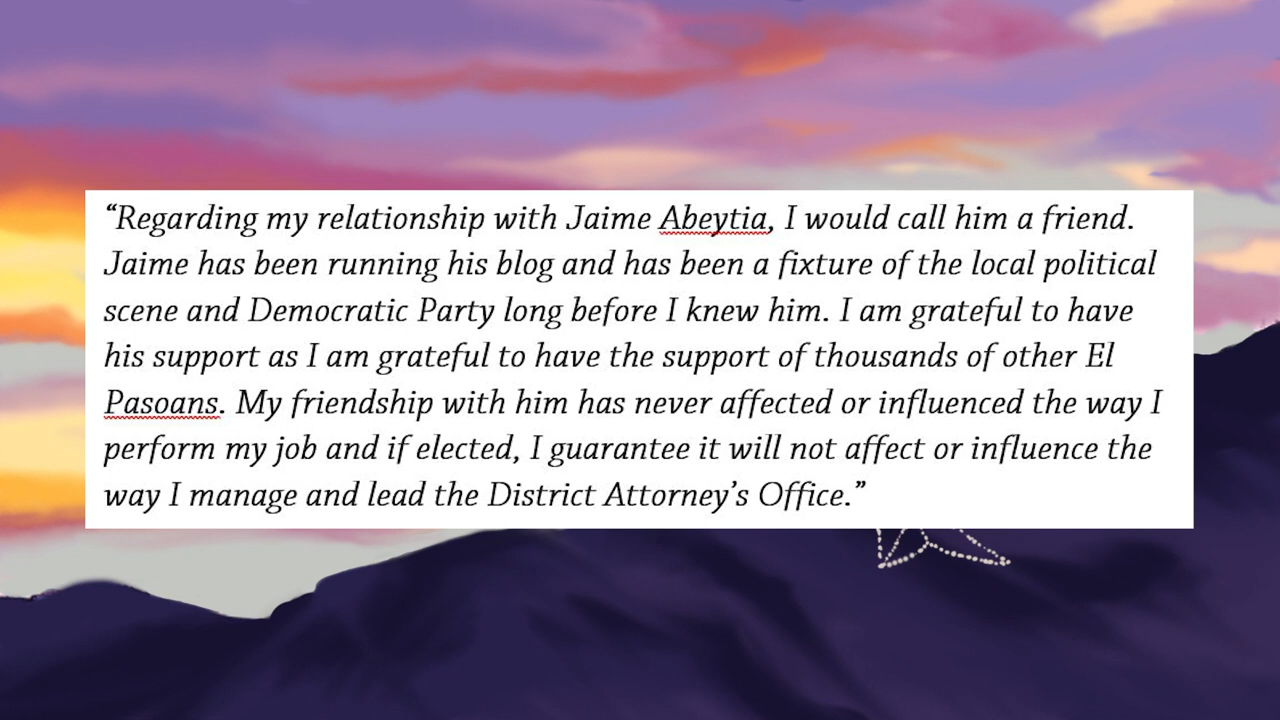 “Regarding my relationship with Jaime Abeytia, I would call him a friend.
Jaime has been running his blog and has been a fixture of the local political
scene and Democratic Party long before I knew him. I am grateful to have
his support as I am grateful to have the support of thousands of other El
Pasoans. My friendship with him has never affected or influenced the way I
perform my job and if elected, I guarantee it will not affect or influence the
way I manage and lead the District Attorney’s Office.”